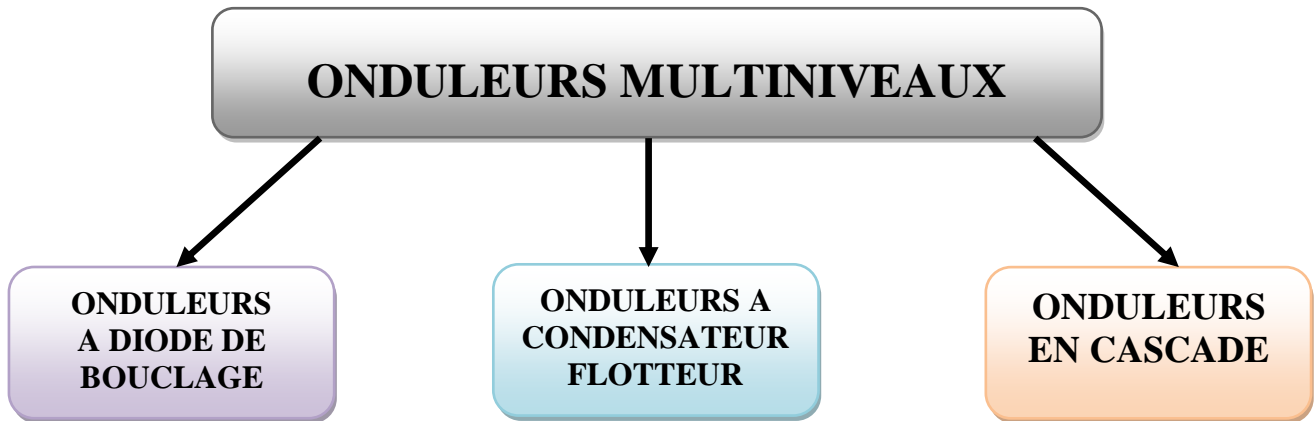 ONDULEURS MULTINIVEAUX
ONDULEURS
A DIODE DE
BOUCLAGE
ONDULEURS A
CONDENSATEUR
FLOTTEUR
ONDULEURS
EN CASCADE